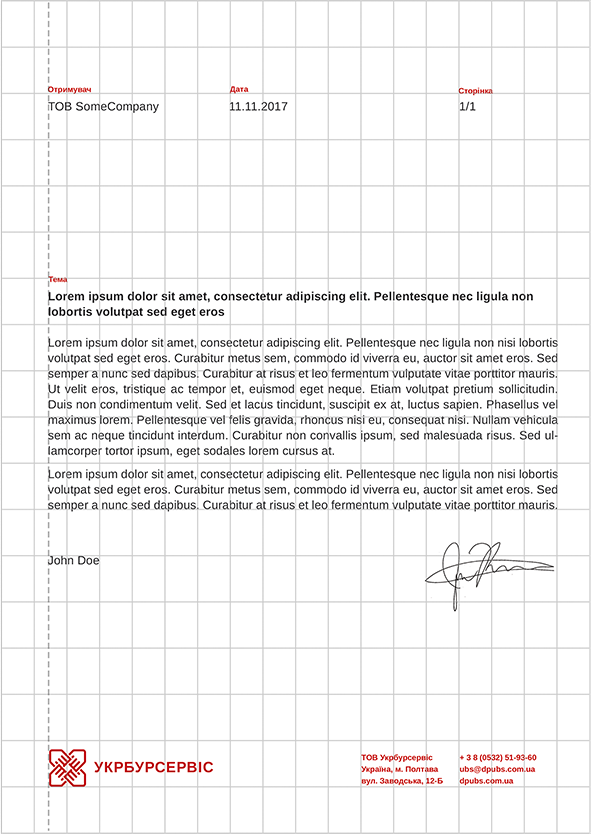 Отримувач Дата Сторінка
ТОВ SomeCompany 11.11.2017 1/1
Тема
Lorem ipsum dolor sit amet, consectetur adipiscing elit. Pellentesque nec ligula non
lobortis volutpat sed eget eros
Lorem ipsum dolor sit amet, consectetur adipiscing elit. Pellentesque nec ligula non nisi lobortis
volutpat sed eget eros. Curabitur metus sem, commodo id viverra eu, auctor sit amet eros. Sed
semper a nunc sed dapibus. Curabitur at risus et leo fermentum vulputate vitae porttitor mauris.
Ut velit eros, tristique ac tempor et, euismod eget neque. Etiam volutpat pretium sollicitudin.
Duis non condimentum velit. Sed et lacus tincidunt, suscipit ex at, luctus sapien. Phasellus vel
maximus lorem. Pellentesque vel felis gravida, rhoncus nisi eu, consequat nisi. Nullam vehicula
sem ac neque tincidunt interdum. Curabitur non convallis ipsum, sed malesuada risus. Sed ul-
lamcorper tortor ipsum, eget sodales lorem cursus at.
Lorem ipsum dolor sit amet, consectetur adipiscing elit. Pellentesque nec ligula non nisi lobortis
volutpat sed eget eros. Curabitur metus sem, commodo id viverra eu, auctor sit amet eros. Sed
semper a nunc sed dapibus. Curabitur at risus et leo fermentum vulputate vitae porttitor mauris.
John Doe
УКРБУРСЕРВІС
ТОВ Укрбурсервіс
Україна, м. Полтава
вул. Заводська, 12-Б
+ 3 8 (0532) 51-93-60
ubs@dpubs.com.ua
dpubs.com.ua